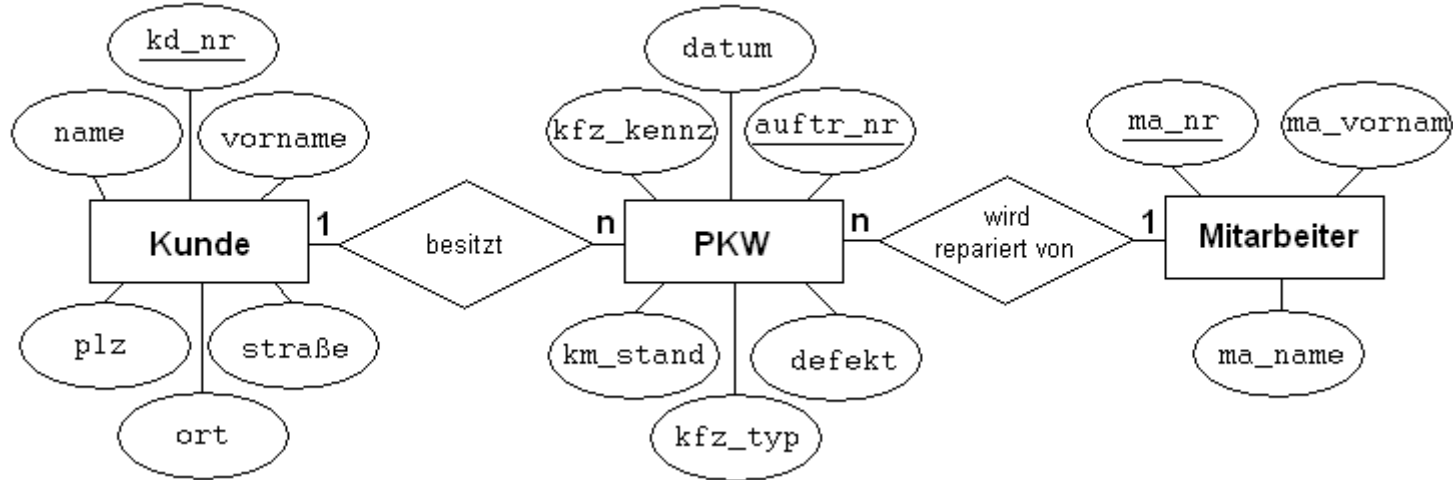 kd_nr
name
vorname
Kunde
plz
straße
ort
1
besitzt
n
datum
kfz_kennz
auftr_nr
PKW
km_stand
defekt
kfz_typ
n
wird
repariert von
1
ma_nr
ma_vornam
Mitarbeiter
ma_name